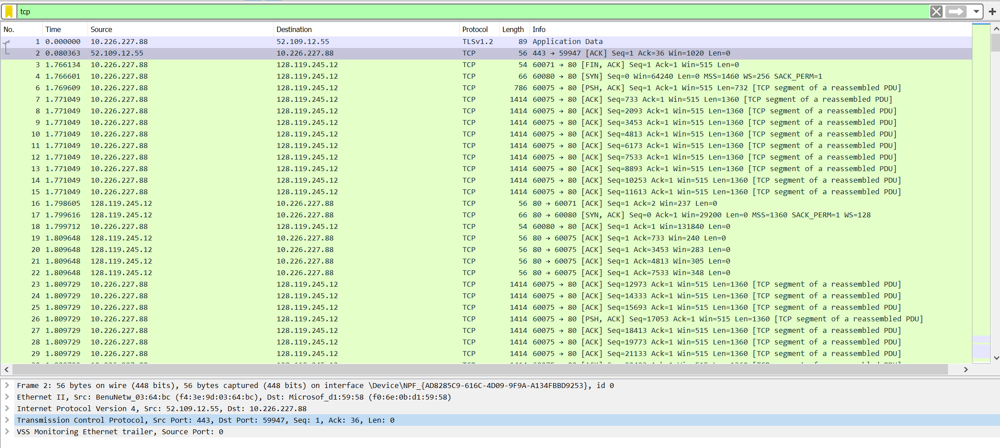 tcp
No. Time Source Destination Protocol Length Info
1 0.000000 10.226.227.88 52.109.12.55 TLSv1.2 89 Application Data
2 0.080363 52.109.12.55 10.226.227.88 TCP 56 443 → 59947 [ACK] Seq=1 Ack=36 Win=1020 Len=0
3 1.766134 10.226.227.88 128.119.245.12 TCP 54 60071 → 80 [FIN, ACK] Seq=1 Ack=1 Win=515 Len=0
4 1.766601 10.226.227.88 128.119.245.12 TCP 66 60080 → 80 [SYN] Seq=0 Win=64240 Len=0 MSS=1460 WS=256 SACK_PERM=1
6 1.769609 10.226.227.88 128.119.245.12 TCP 786 60075 → 80 [PSH, ACK] Seq=1 Ack=1 Win=515 Len=732 [TCP segment of a reassembled PDU]
7 1.771049 10.226.227.88 128.119.245.12 TCP 1414 60075 → 80 [ACK] Seq=733 Ack=1 Win=515 Len=1360 [TCP segment of a reassembled PDU]
8 1.771049 10.226.227.88 128.119.245.12 TCP 1414 60075 → 80 [ACK] Seq=2093 Ack=1 Win=515 Len=1360 [TCP segment of a reassembled PDU]
9 1.771049 10.226.227.88 128.119.245.12 TCP 1414 60075 → 80 [ACK] Seq=3453 Ack=1 Win=515 Len=1360 [TCP segment of a reassembled PDU]
10 1.771049 10.226.227.88 128.119.245.12 TCP 1414 60075 → 80 [ACK] Seq=4813 Ack=1 Win=515 Len=1360 [TCP segment of a reassembled PDU]
11 1.771049 10.226.227.88 128.119.245.12 TCP 1414 60075 → 80 [ACK] Seq=6173 Ack=1 Win=515 Len=1360 [TCP segment of a reassembled PDU]
12 1.771049 10.226.227.88 128.119.245.12 TCP 1414 60075 → 80 [ACK] Seq=7533 Ack=1 Win=515 Len=1360 [TCP segment of a reassembled PDU]
13 1.771049 10.226.227.88 128.119.245.12 TCP 1414 60075 → 80 [ACK] Seq=8893 Ack=1 Win=515 Len=1360 [TCP segment of a reassembled PDU]
14 1.771049 10.226.227.88 128.119.245.12 TCP 1414 60075 → 80 [ACK] Seq=10253 Ack=1 Win=515 Len=1360 [TCP segment of a reassembled PDU]
15 1.771049 10.226.227.88 128.119.245.12 TCP 1414 60075 → 80 [ACK] Seq=11613 Ack=1 Win=515 Len=1360 [TCP segment of a reassembled PDU]
16 1.798605 128.119.245.12 10.226.227.88 TCP 56 80 → 60071 [ACK] Seq=1 Ack=2 Win=237 Len=0
17 1.799616 128.119.245.12 10.226.227.88 TCP 66 80 → 60080 [SYN, ACK] Seq=0 Ack=1 Win=29200 Len=0 MSS=1360 SACK_PERM=1 WS=128
18 1.799712 10.226.227.88 128.119.245.12 TCP 54 60080 → 80 [ACK] Seq=1 Ack=1 Win=131840 Len=0
19 1.809648 128.119.245.12 10.226.227.88 TCP 56 80 → 60075 [ACK] Seq=1 Ack=733 Win=240 Len=0
20 1.809648 128.119.245.12 10.226.227.88 TCP 56 80 → 60075 [ACK] Seq=1 Ack=3453 Win=283 Len=0
21 1.809648 128.119.245.12 10.226.227.88 TCP 56 80 → 60075 [ACK] Seq=1 Ack=4813 Win=305 Len=0
22 1.809648 128.119.245.12 10.226.227.88 TCP 56 80 → 60075 [ACK] Seq=1 Ack=7533 Win=348 Len=0
23 1.809729 10.226.227.88 128.119.245.12 TCP 1414 60075 → 80 [ACK] Seq=12973 Ack=1 Win=515 Len=1360 [TCP segment of a reassembled PDU]
24 1.809729 10.226.227.88 128.119.245.12 TCP 1414 60075 → 80 [ACK] Seq=14333 Ack=1 Win=515 Len=1360 [TCP segment of a reassembled PDU]
25 1.809729 10.226.227.88 128.119.245.12 TCP 1414 60075 → 80 [ACK] Seq=15693 Ack=1 Win=515 Len=1360 [TCP segment of a reassembled PDU]
26 1.809729 10.226.227.88 128.119.245.12 TCP 1414 60075 → 80 [PSH, ACK] Seq=17053 Ack=1 Win=515 Len=1360 [TCP segment of a reassembled PDU]
27 1.809729 10.226.227.88 128.119.245.12 TCP 1414 60075 → 80 [ACK] Seq=18413 Ack=1 Win=515 Len=1360 [TCP segment of a reassembled PDU]
28 1.809729 10.226.227.88 128.119.245.12 TCP 1414 60075 → 80 [ACK] Seq=19773 Ack=1 Win=515 Len=1360 [TCP segment of a reassembled PDU]
29 1.809729 10.226.227.88 128.119.245.12 TCP 1414 60075 → 80 [ACK] Seq=21133 Ack=1 Win=515 Len=1360 [TCP segment of a reassembled PDU]
Frame 2: 56 bytes on wire (448 bits), 56 bytes captured (448 bits) on interface \Device\NPF_{AD8285C9-616C-4D09-9F9A-A134FBBD9253}, id 0
Ethernet II, Src: BenuNetw_03:64:bc (f4:3e:9d:03:64:bc), Dst: Microsof_d1:59:58 (f0:6e:0b:d1:59:58)
Internet Protocol Version 4, Src: 52.109.12.55, Dst: 10.226.227.88
Transmission Control Protocol, Src Port: 443, Dst Port: 59947, Seq: 1, Ack: 36, Len: 0
VSS Monitoring Ethernet trailer, Source Port: 0